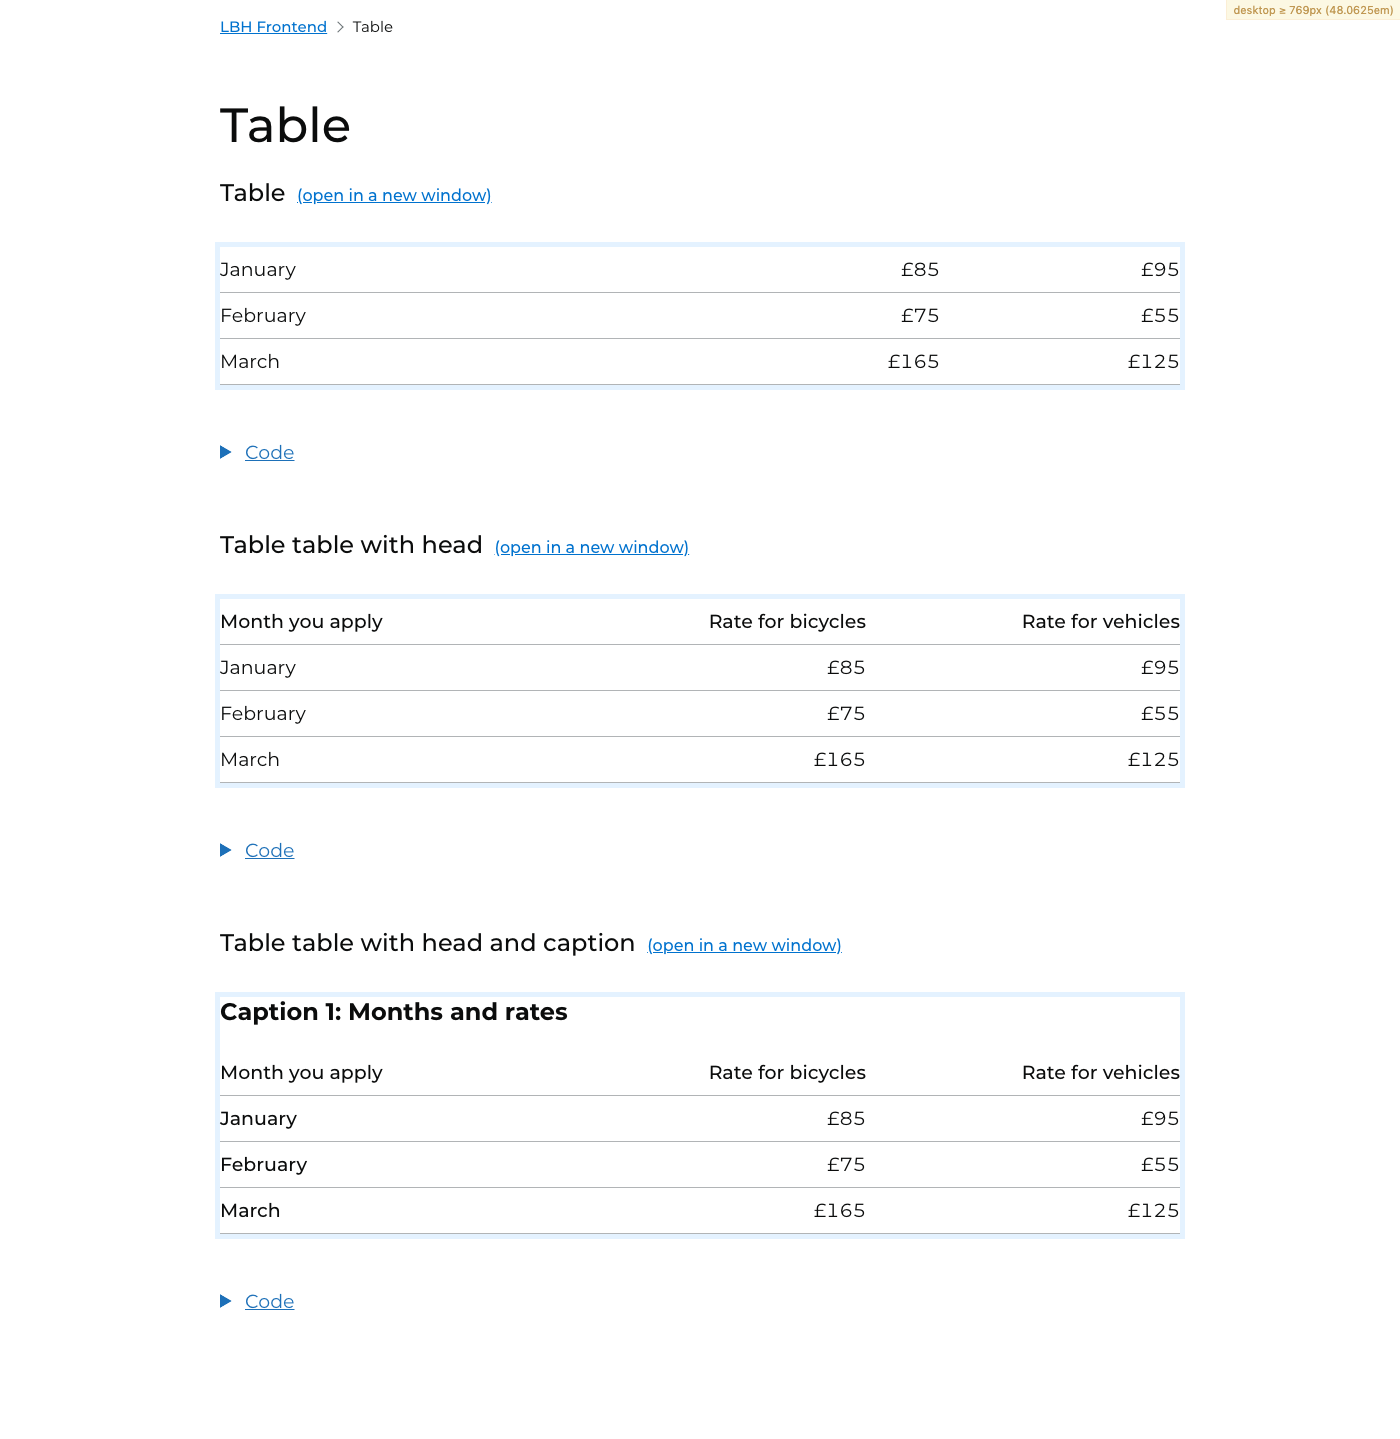 desktop ≥ 769px (48.0625em)
LBH Frontend > Table
Table
Table (open in a new window)
January £85 £95
February £75 £55
March £165 £125
Code
Table table with head (open in a new window)
Month you apply Rate for bicycles Rate for vehicles
January £85 £95
February £75 £55
March £165 £125
Code
Table table with head and caption (open in a new window)
Caption 1: Months and rates
Month you apply Rate for bicycles Rate for vehicles
January £85 £95
February £75 £55
March £165 £125
Code